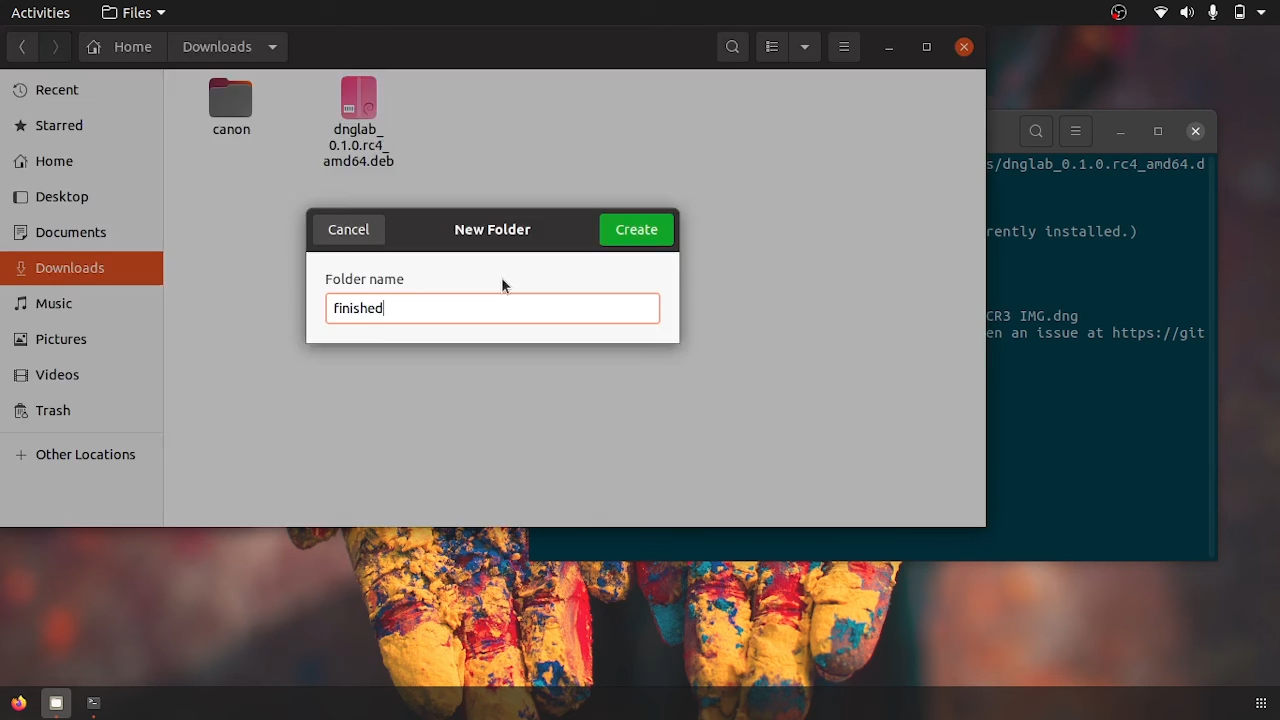 Activities
Files
Home
Downloads
Recent
Starred
Home
Desktop
Documents
Downloads
Music
Pictures
Videos
Trash
Other Locations
canon
dnglab_
0.1.0.rc4_
amd64.deb
Cancel
New Folder
Create
Folder name
finished
s/dnglab_0.1.0.rc4_amd64.d
rently installed.)
CR3 IMG.dng
en an issue at https://git